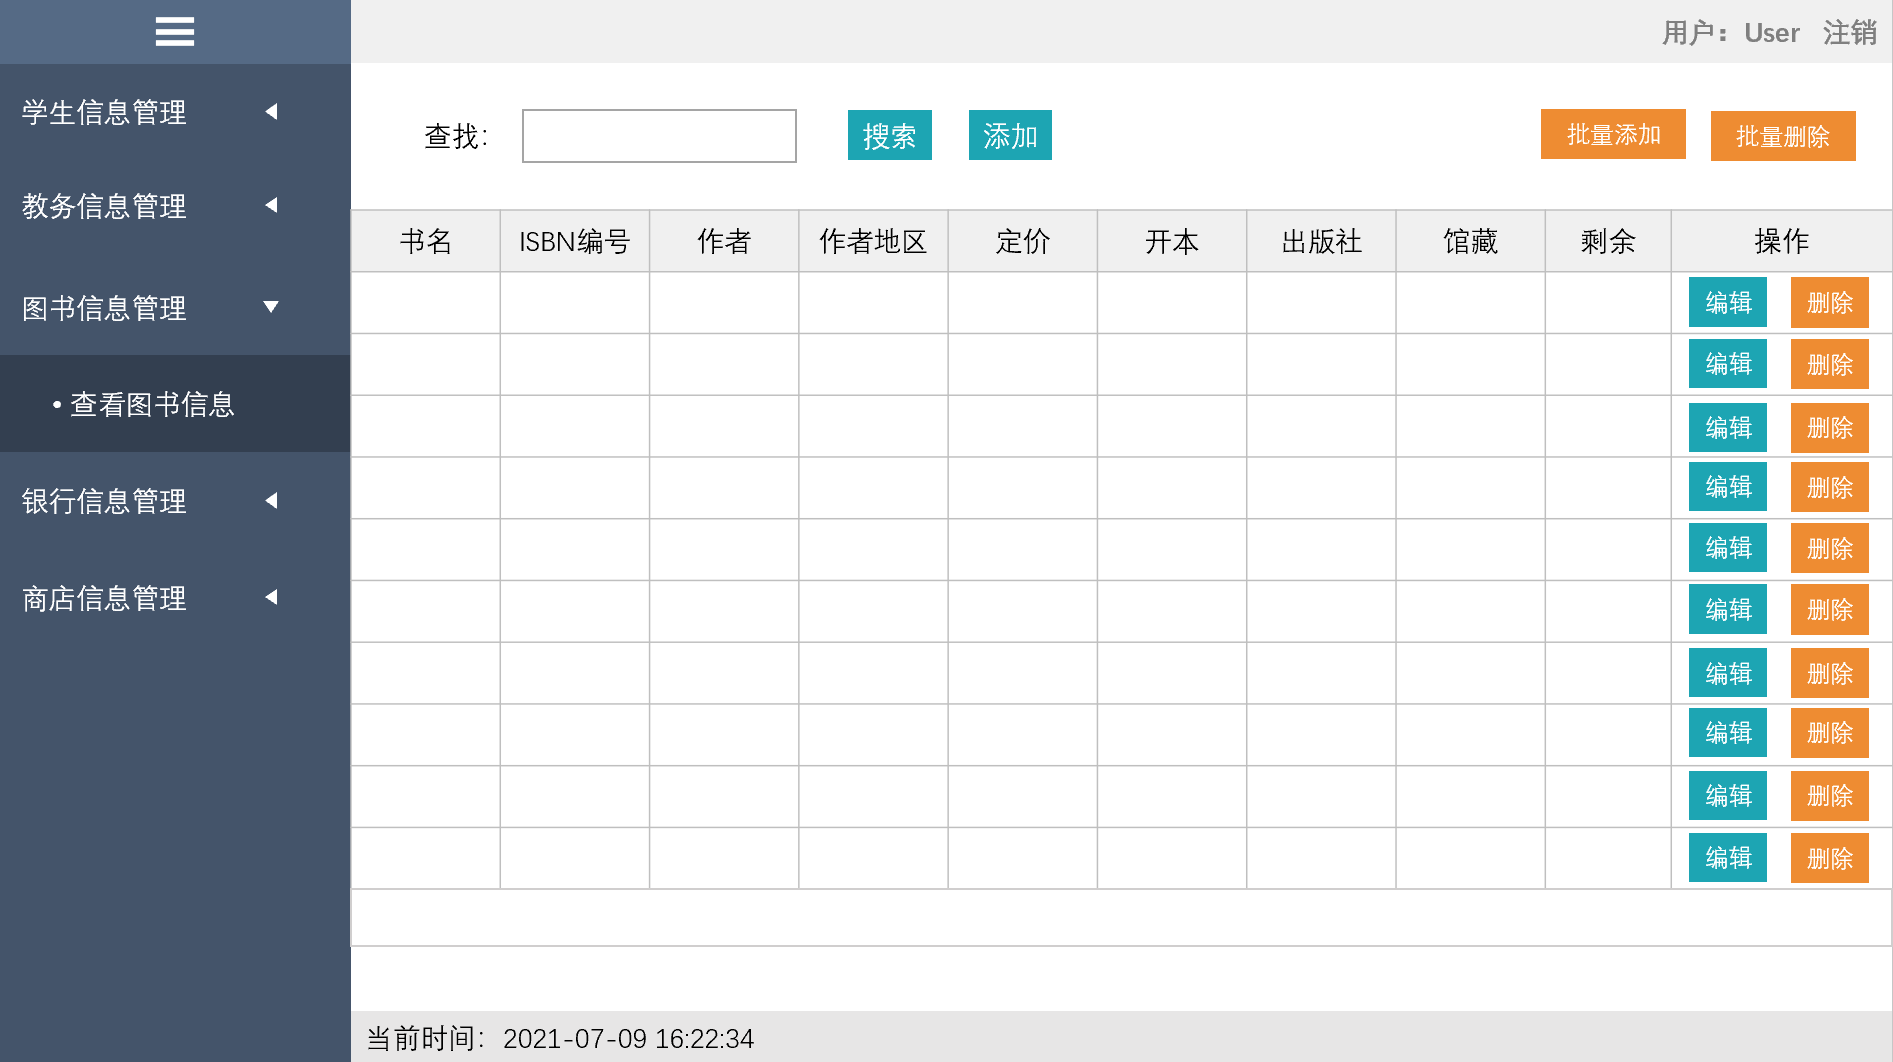 用户：User 注销
学生信息管理
教务信息管理
图书信息管理
• 查看图书信息
银行信息管理
商店信息管理
查找： 搜索 添加 批量添加 批量删除
书名 ISBN编号 作者 作者地区 定价 开本 出版社 馆藏 剩余 操作
编辑 删除
编辑 删除
编辑 删除
编辑 删除
编辑 删除
编辑 删除
编辑 删除
编辑 删除
编辑 删除
编辑 删除
当前时间：2021-07-09 16:22:34